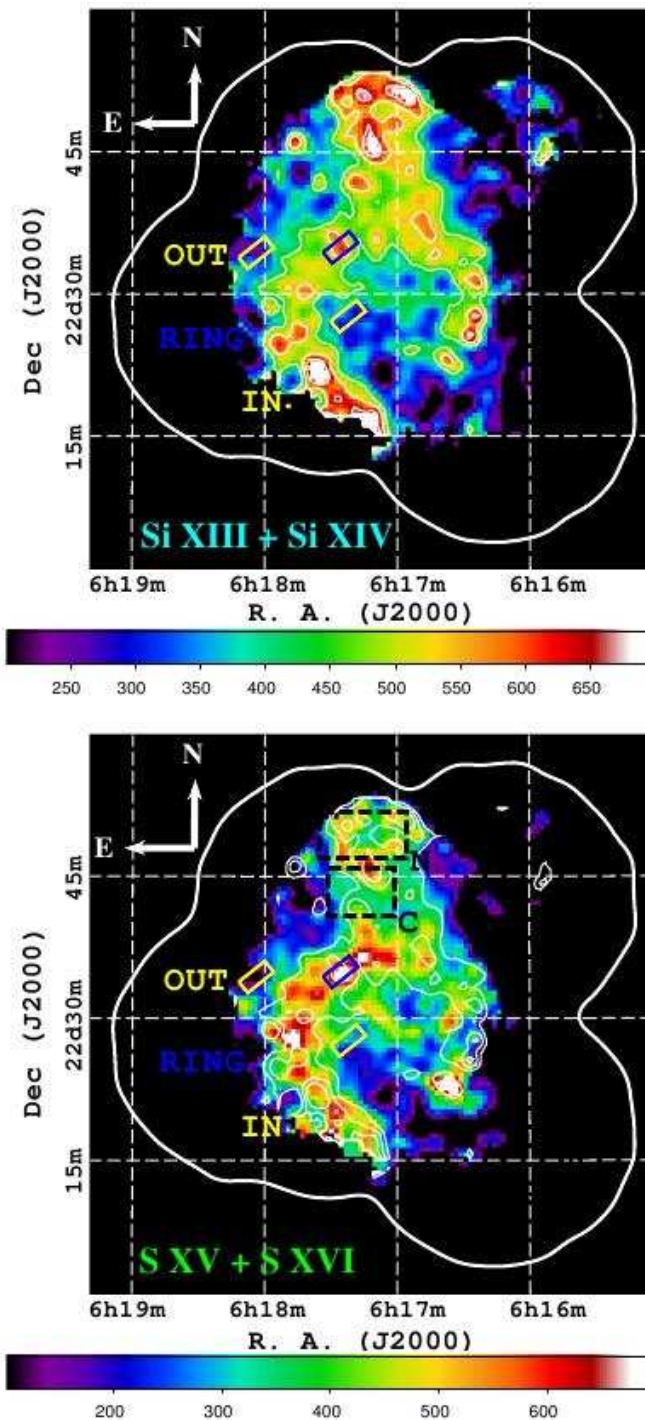 N
E
45m
OUT
22d30m
RING
IN
15m
Dec (J2000)
Si XIII + Si XIV
6h19m 6h18m 6h17m 6h16m
R. A. (J2000)
250 300 350 400 450 500 550 600 650
N
E
N
45m
C
OUT
22d30m
RING
IN
15m
Dec (J2000)
S XV + S XVI
6h19m 6h18m 6h17m 6h16m
R. A. (J2000)
200 300 400 500 600